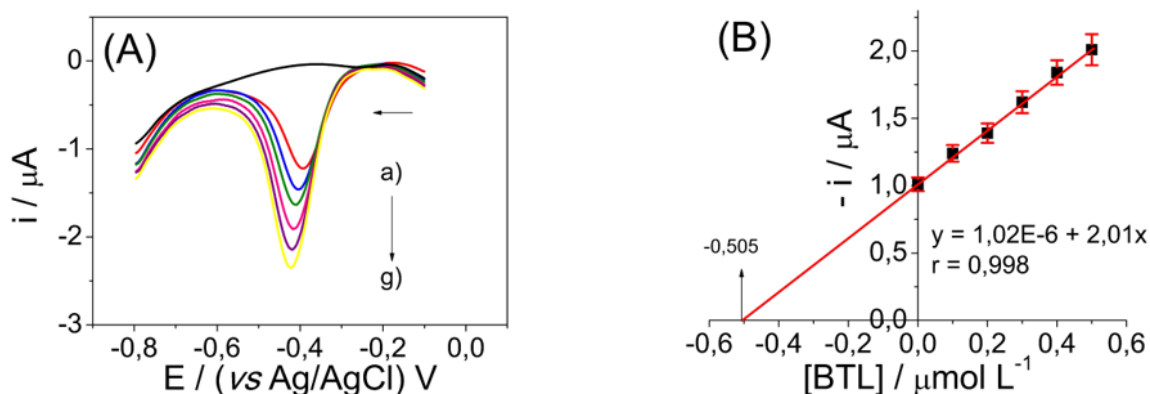 (A)
0
-1
-2
-3
i / μA
a)
g)
-0,8
-0,6
-0,4
-0,2
0,0
E / (vs Ag/AgCl) V
(B)
2,0
1,5
1,0
0,5
0,0
- i / μA
-0,505
y = 1,02E-6 + 2,01x
r = 0,998
-0,6
-0,4
-0,2
0,0
0,2
0,4
0,6
[BTL] / μmol L⁻¹